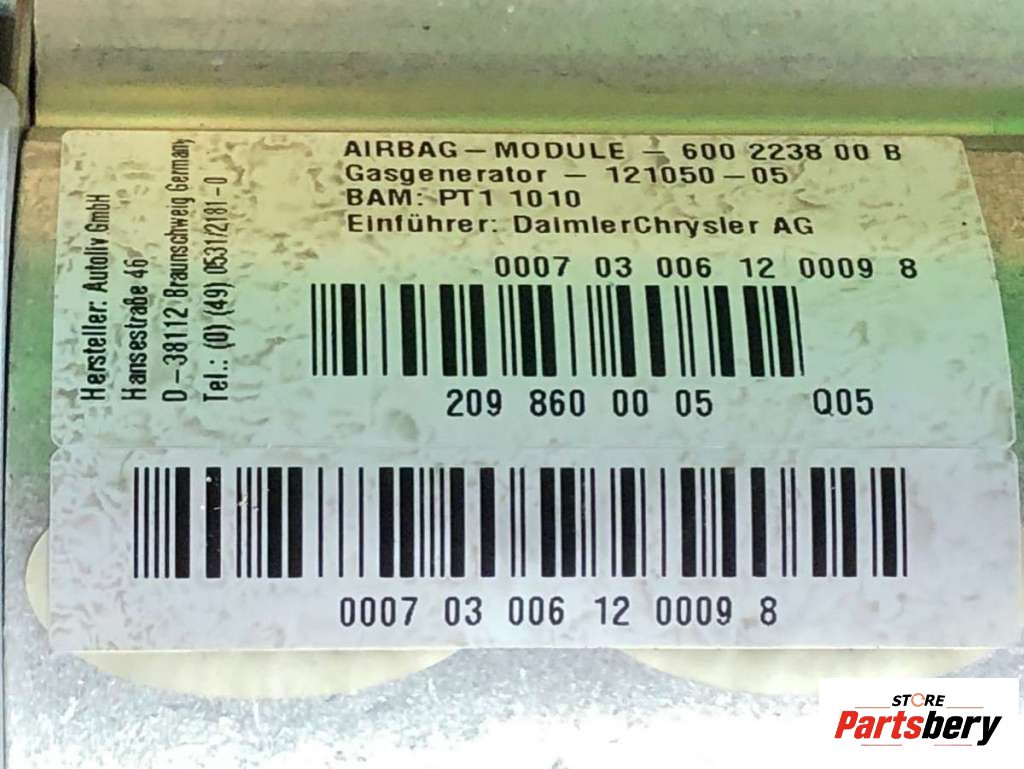 AIRBAG – MODULE – 600 2238 00 B
Gasgenerator – 121050 – 05
BAM: PT1 1010
Einführer: DaimlerChrysler AG
Hersteller: Autoliv GmbH
Hansestraße 46
D – 38112 Braunschweig Germany
Tel.: (0) (49) 0531/2181 – 0
0007 03 006 12 0009 8
209 860 00 05 Q05
0007 03 006 12 0009 8
STORE
Partsbery